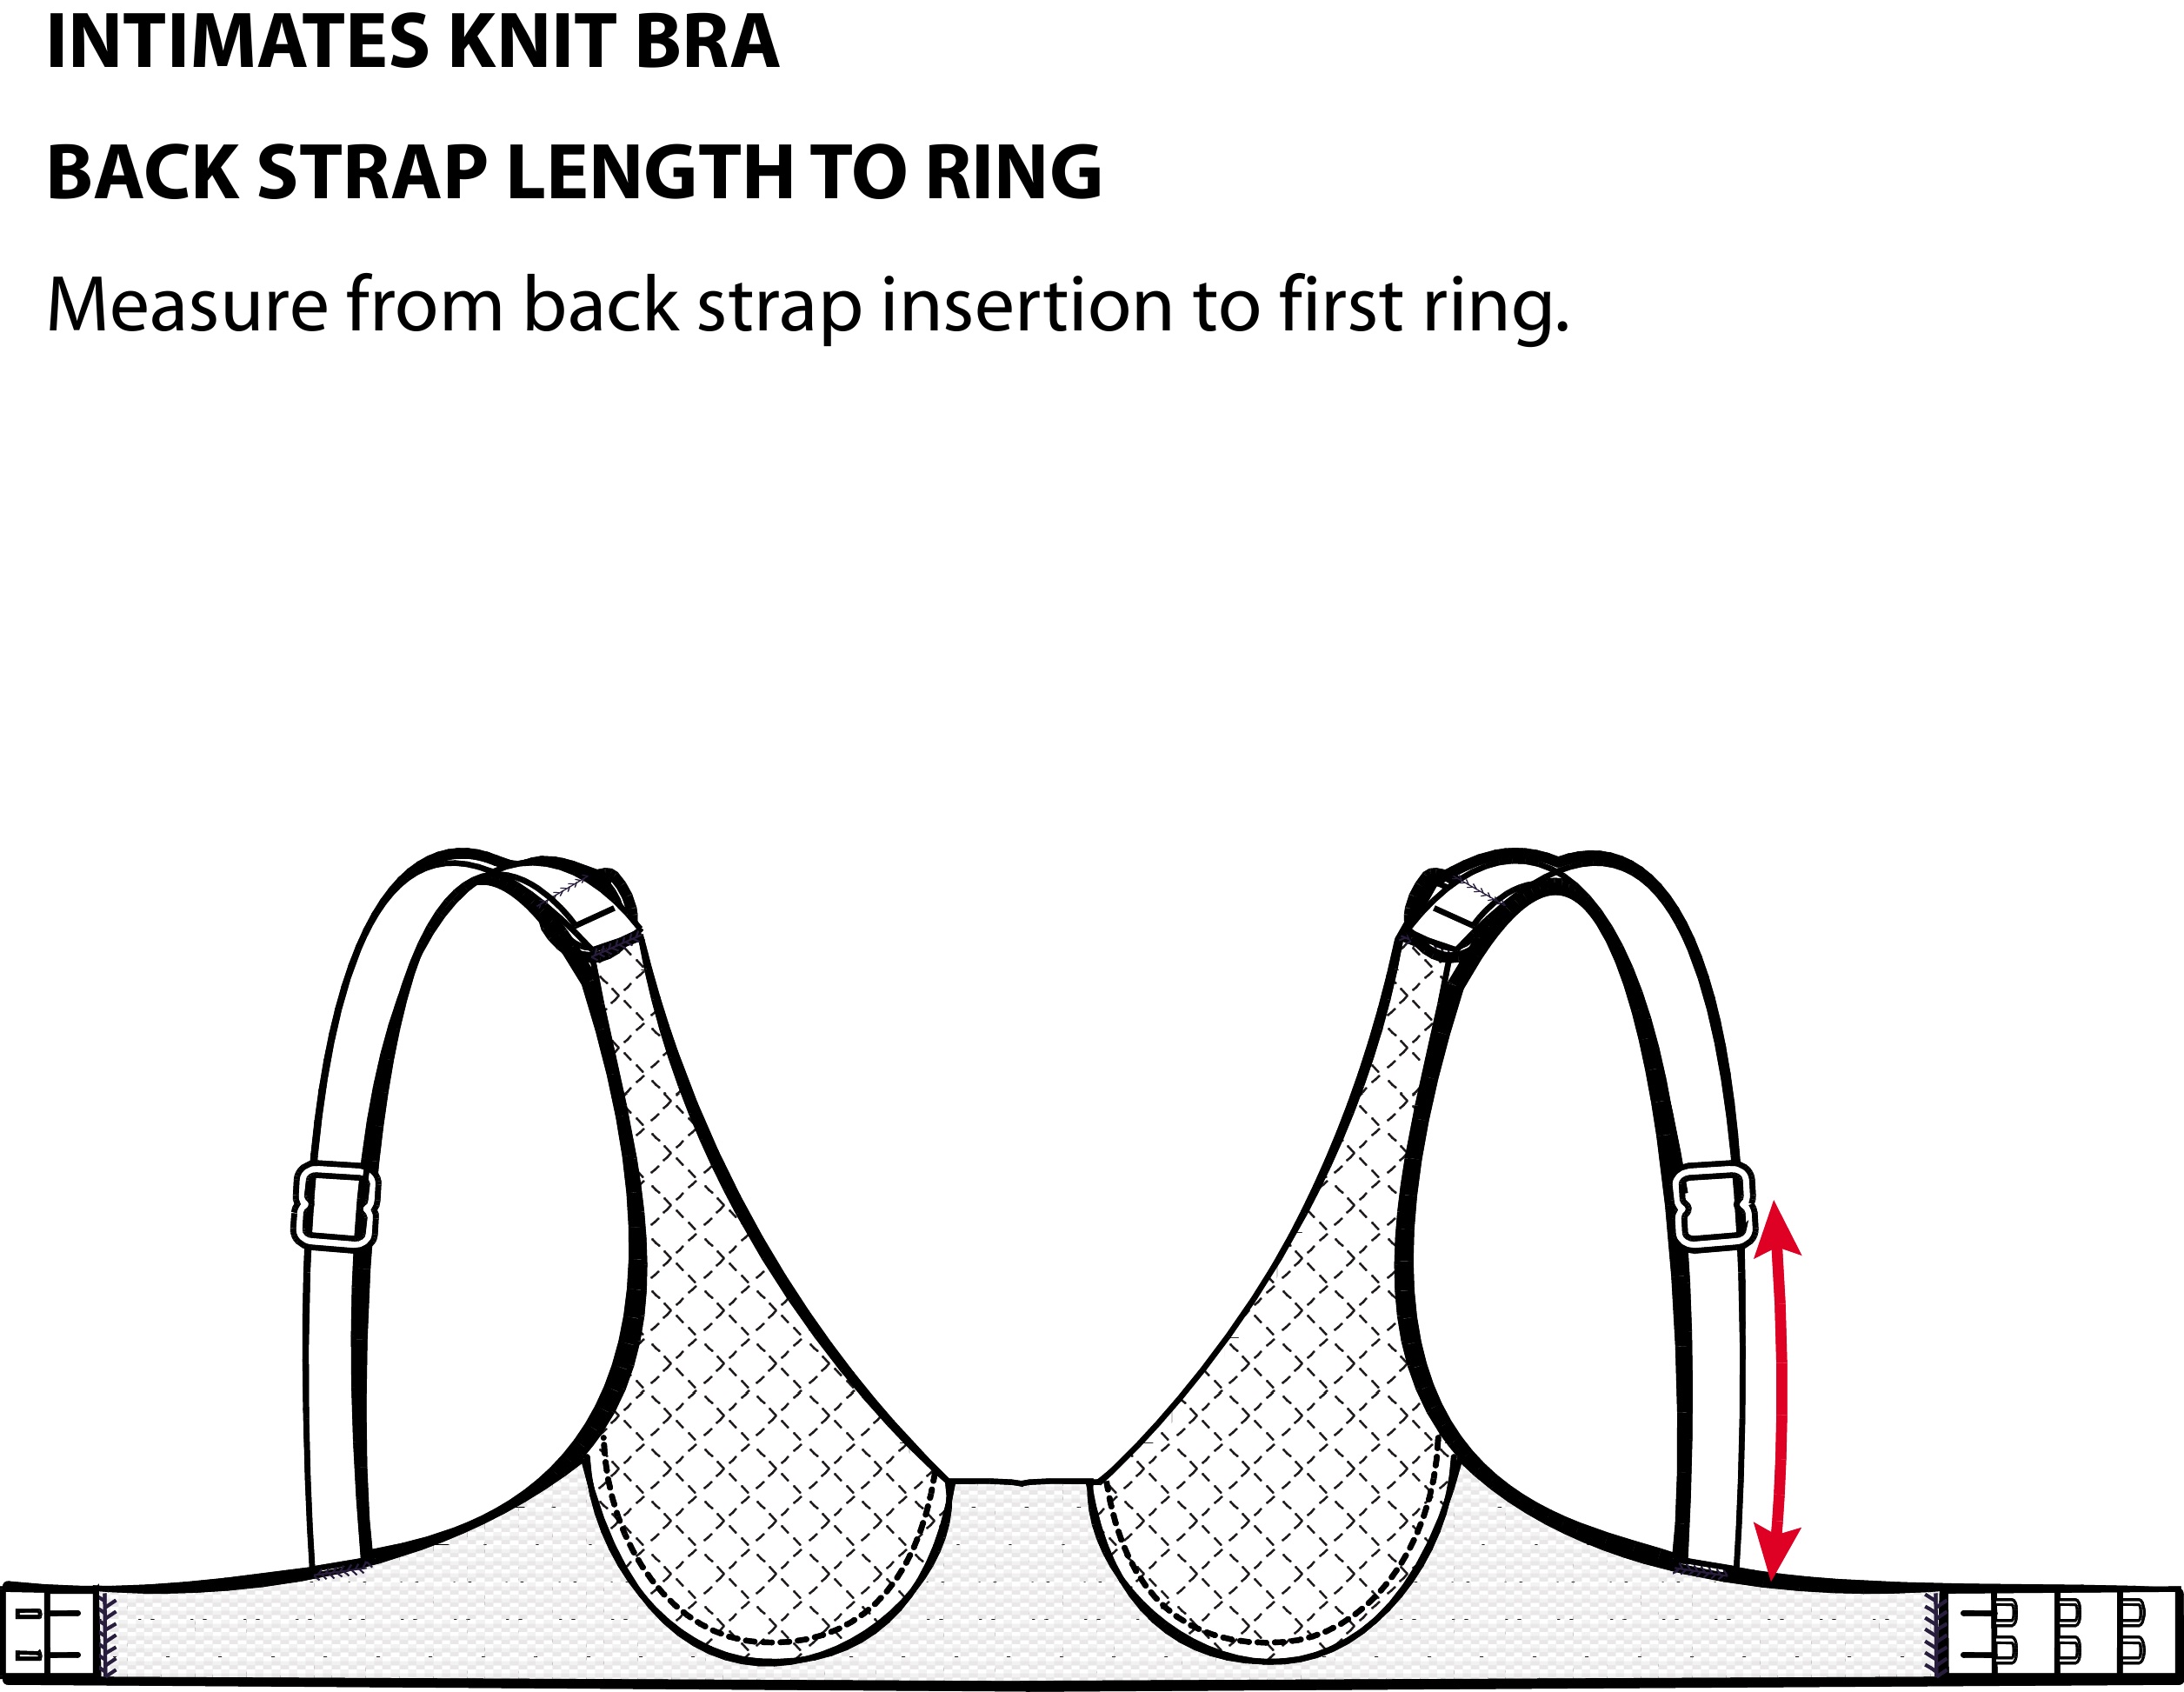 INTIMATES KNIT BRA
BACK STRAP LENGTH TO RING
Measure from back strap insertion to first ring.